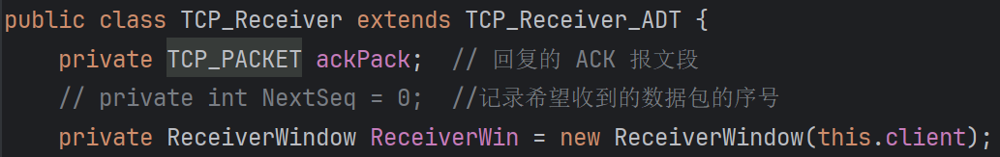 public class TCP_Receiver extends TCP_Receiver_ADT {
private TCP_PACKET ackPack;  // 回复的 ACK 报文段
// private int NextSeq = 0;  //记录希望收到的数据包的序号
private ReceiverWindow ReceiverWin = new ReceiverWindow(this.client);